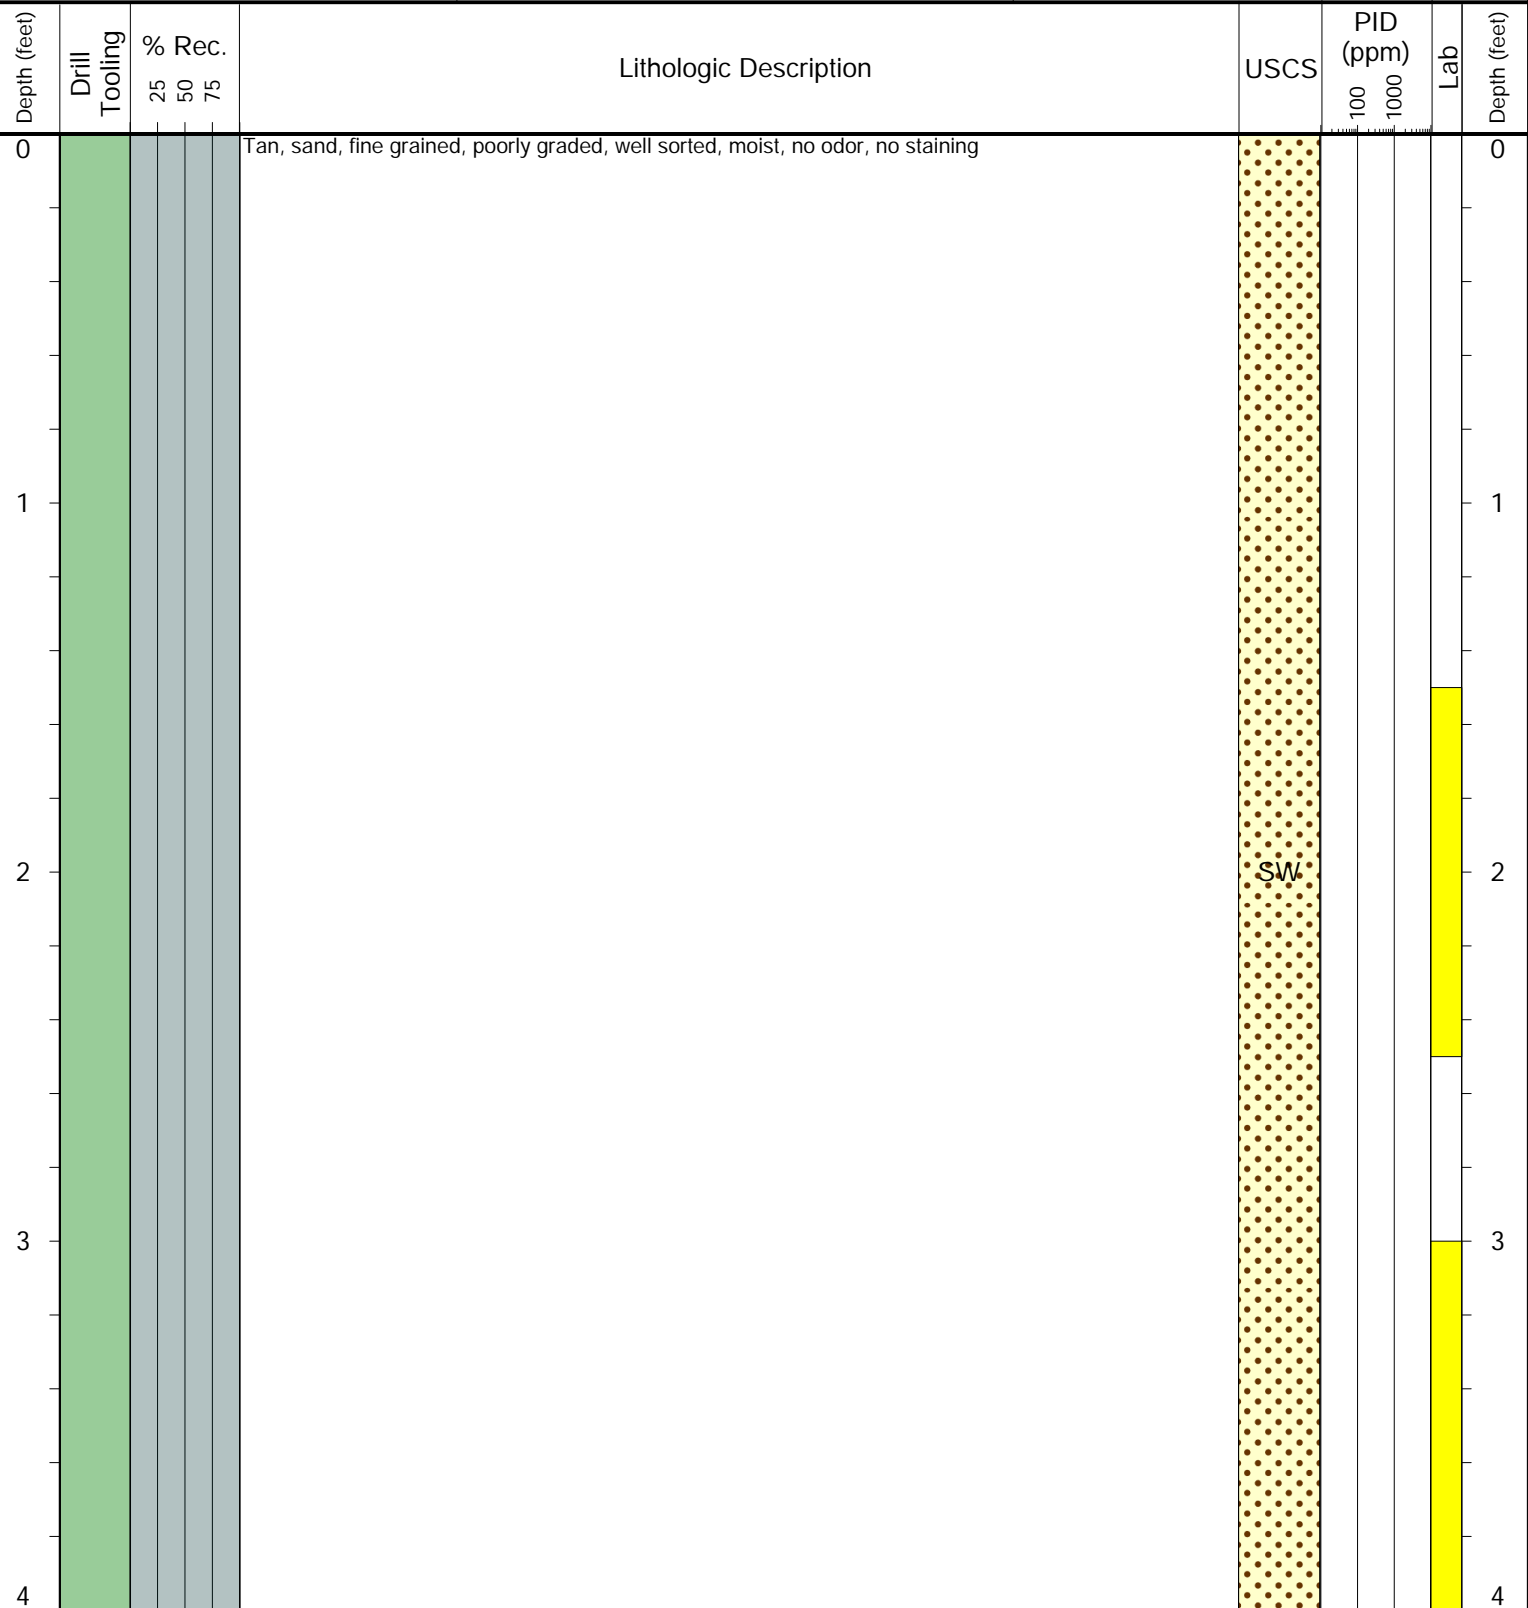 Depth (feet)
Drill
Tooling
% Rec.
25
50
75
Lithologic Description
USCS
PID
(ppm)
100
1000
Lab
Depth (feet)
0
Tan, sand, fine grained, poorly graded, well sorted, moist, no odor, no staining
0
1
1
2
SW
2
3
3
4
4